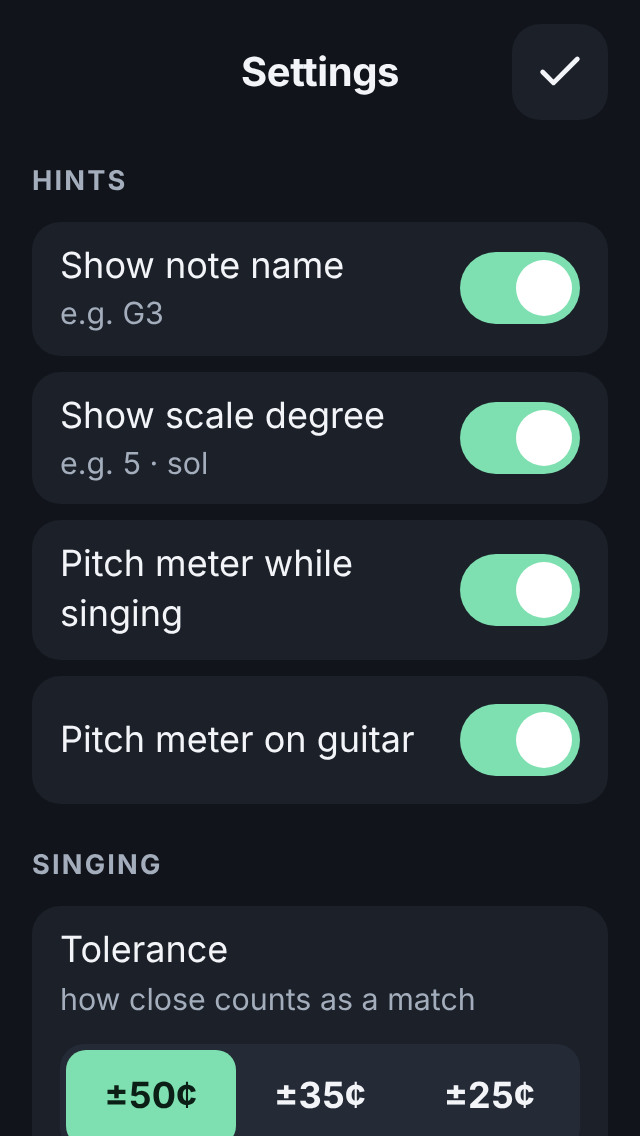 Settings
HINTS
Show note name
e.g. G3
Show scale degree
e.g. 5 · sol
Pitch meter while
singing
Pitch meter on guitar
SINGING
Tolerance
how close counts as a match
±50¢ ±35¢ ±25¢